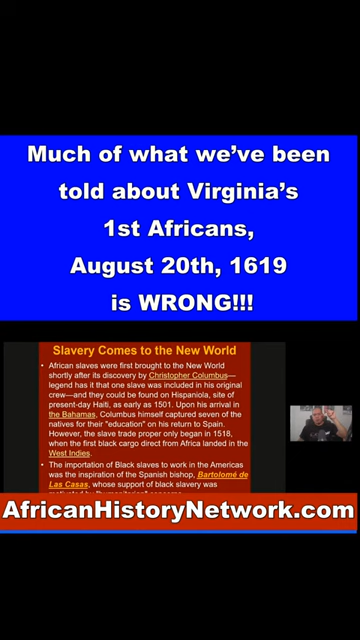 Much of what we've been
told about Virginia's
1st Africans,
August 20th, 1619
is WRONG!!!
Slavery Comes to the New World
• African slaves were first brought to the New World
shortly after its discovery by Christopher Columbus—
legend has it that one slave was included in his original
crew—and they could be found on Hispaniola, site of
present-day Haiti, as early as 1501. Upon his arrival in
the Bahamas, Columbus himself captured seven of the
natives for their "education" on his return to Spain.
However, the slave trade proper only began in 1518,
when the first black cargo direct from Africa landed in the
West Indies.
• The importation of Black slaves to work in the Americas
was the inspiration of the Spanish bishop, Bartolomé de
Las Casas, whose support of black slavery was
motivated by "humanitarian" concerns
AfricanHistoryNetwork.com